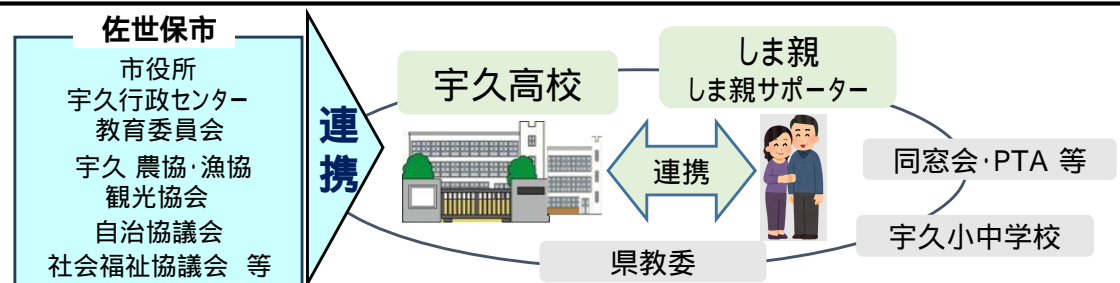 佐世保市
市役所
宇久行政センター
教育委員会
宇久 農協･漁協
観光協会
自治協議会
社会福祉協議会 等
連携
宇久高校
しま親
しま親サポーター
連携
同窓会･PTA 等
宇久小中学校
県教委